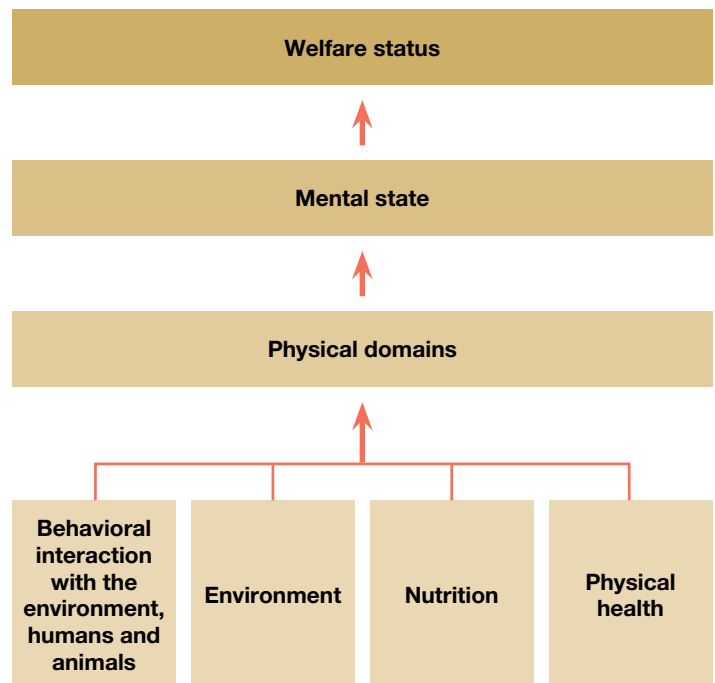 Welfare status
Mental state
Physical domains
Behavioral
interaction
with the
environment,
humans and
animals
Environment
Nutrition
Physical
health